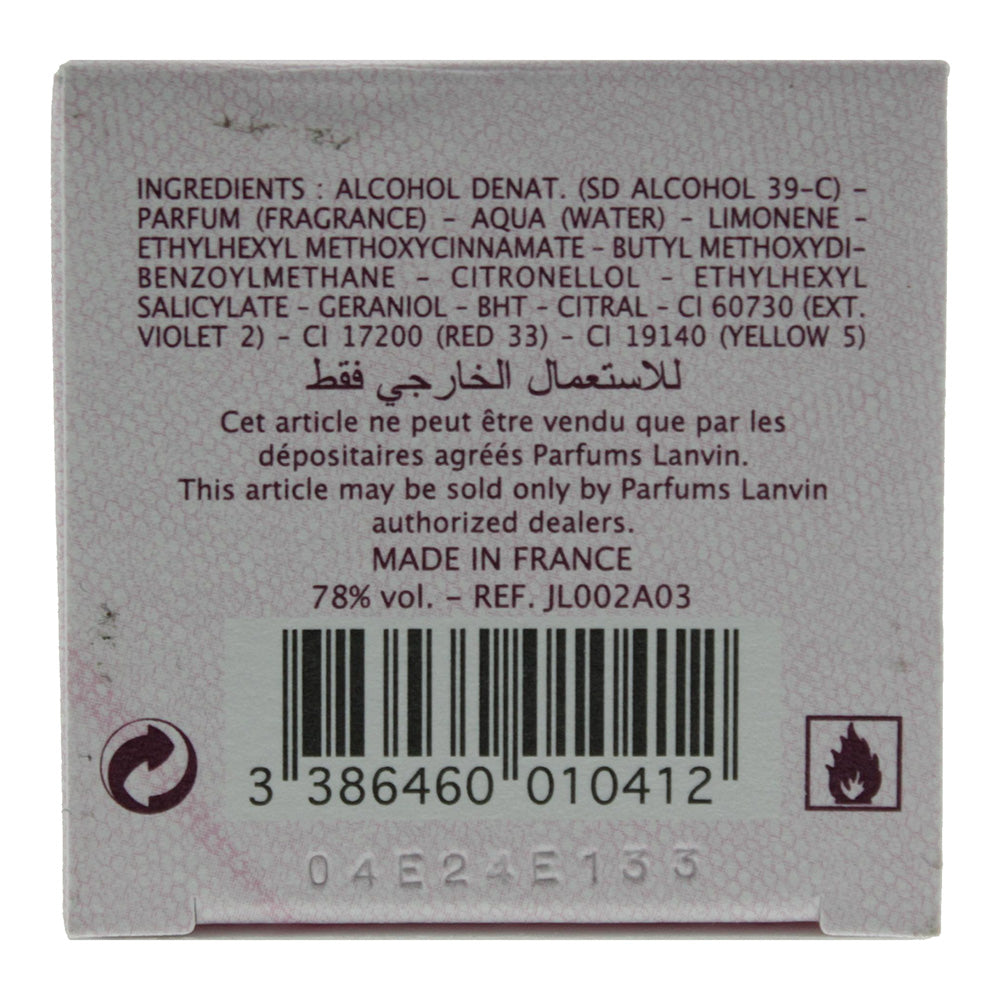 INGREDIENTS : ALCOHOL DENAT. (SD ALCOHOL 39-C) –
PARFUM (FRAGRANCE) – AQUA (WATER) – LIMONENE –
ETHYLHEXYL METHOXYCINNAMATE – BUTYL METHOXYDI-
BENZOYLMETHANE – CITRONELLOL – ETHYLHEXYL
SALICYLATE – GERANIOL – BHT – CITRAL – CI 60730 (EXT.
VIOLET 2) – CI 17200 (RED 33) – CI 19140 (YELLOW 5)
للاستعمال الخارجي فقط
Cet article ne peut être vendu que par les
dépositaires agréés Parfums Lanvin.
This article may be sold only by Parfums Lanvin
authorized dealers.
MADE IN FRANCE
78% vol. – REF. JL002A03
3 386460 010412
04E24E133